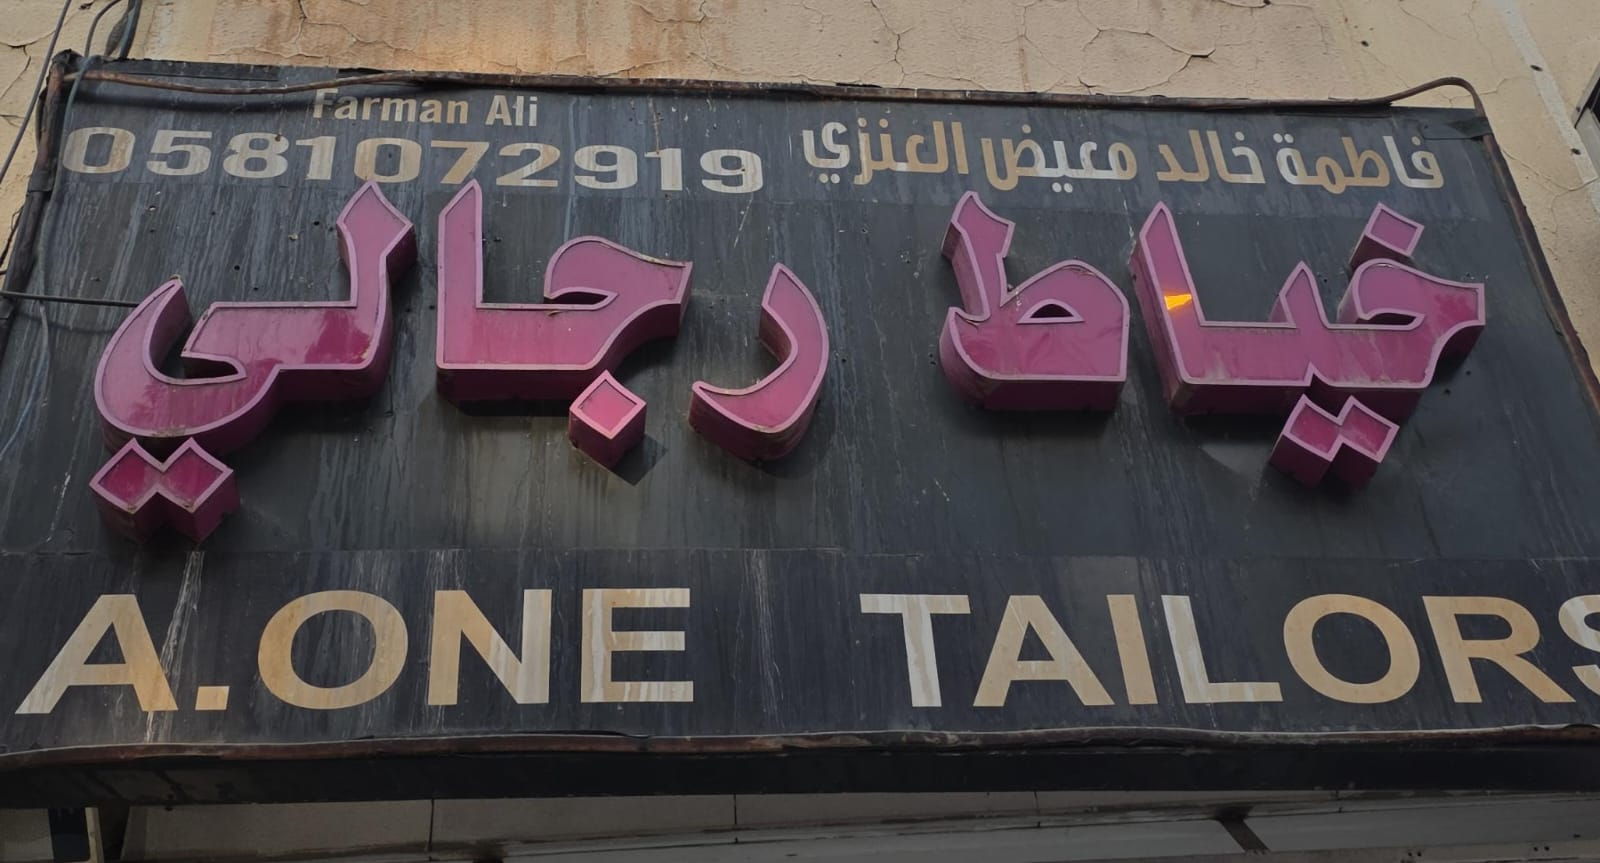 Farman Ali
0581072919
فاطمة خالد معيض العنزي
خياط رجالي
A.ONE TAILORS